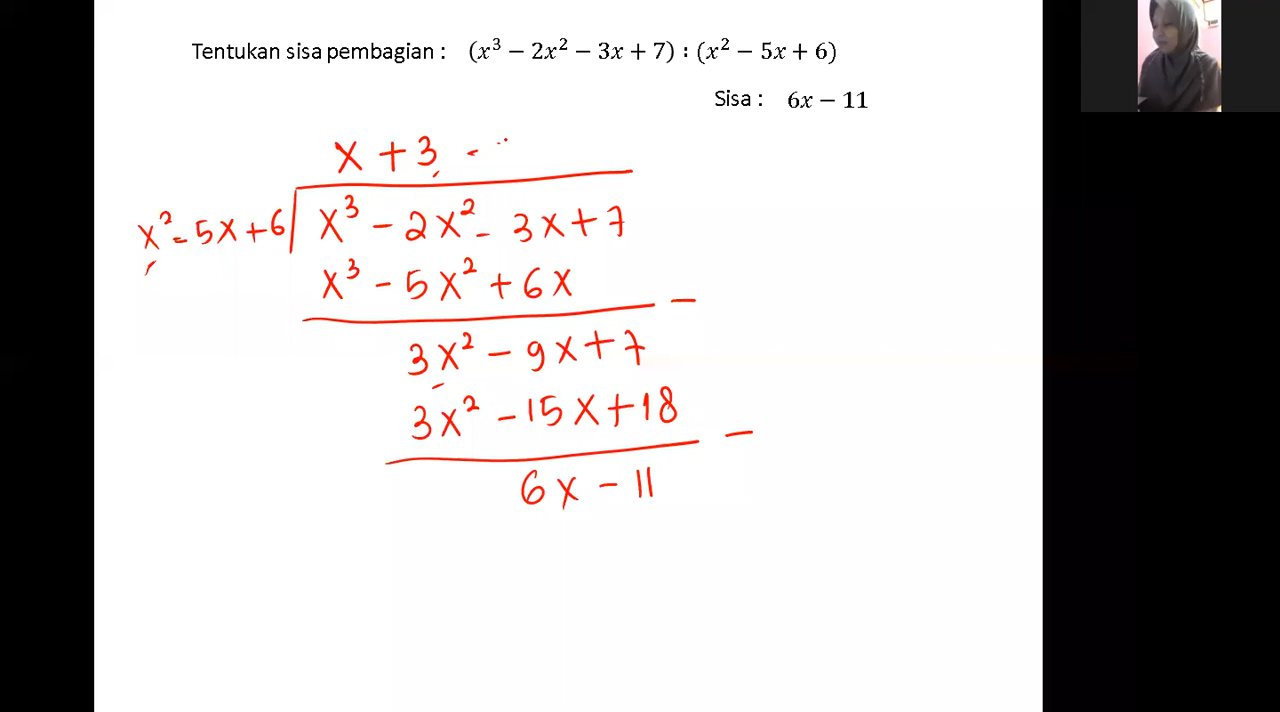 Tentukan sisa pembagian : (x³ − 2x² − 3x + 7) : (x² − 5x + 6)
Sisa : 6x − 11
x + 3
x² - 5x + 6 x³ - 2x² - 3x + 7
x³ - 5x² + 6x
-
3x² - 9x + 7
3x² - 15x + 18
-
6x - 11